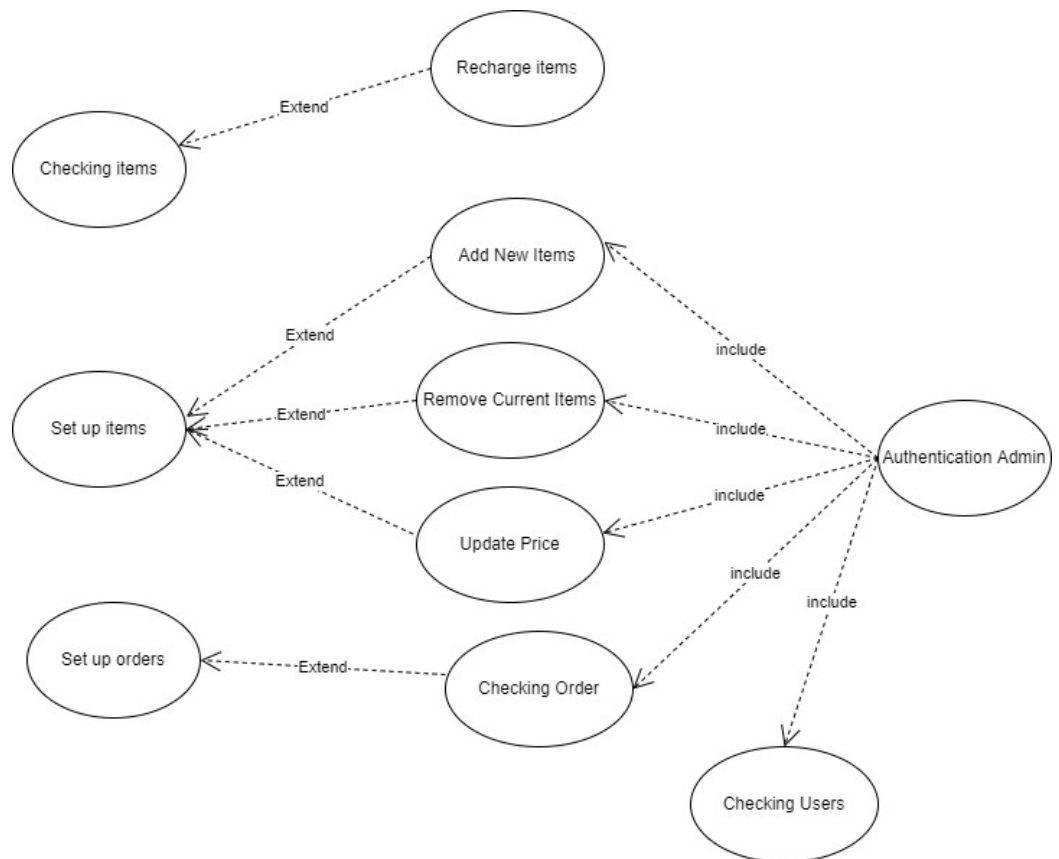 Recharge items
Extend
Checking items
Add New Items
Extend
include
Remove Current Items
Extend
include
Set up items
Authentication Admin
Extend
include
Update Price
include
include
Set up orders
Extend
Checking Order
Checking Users